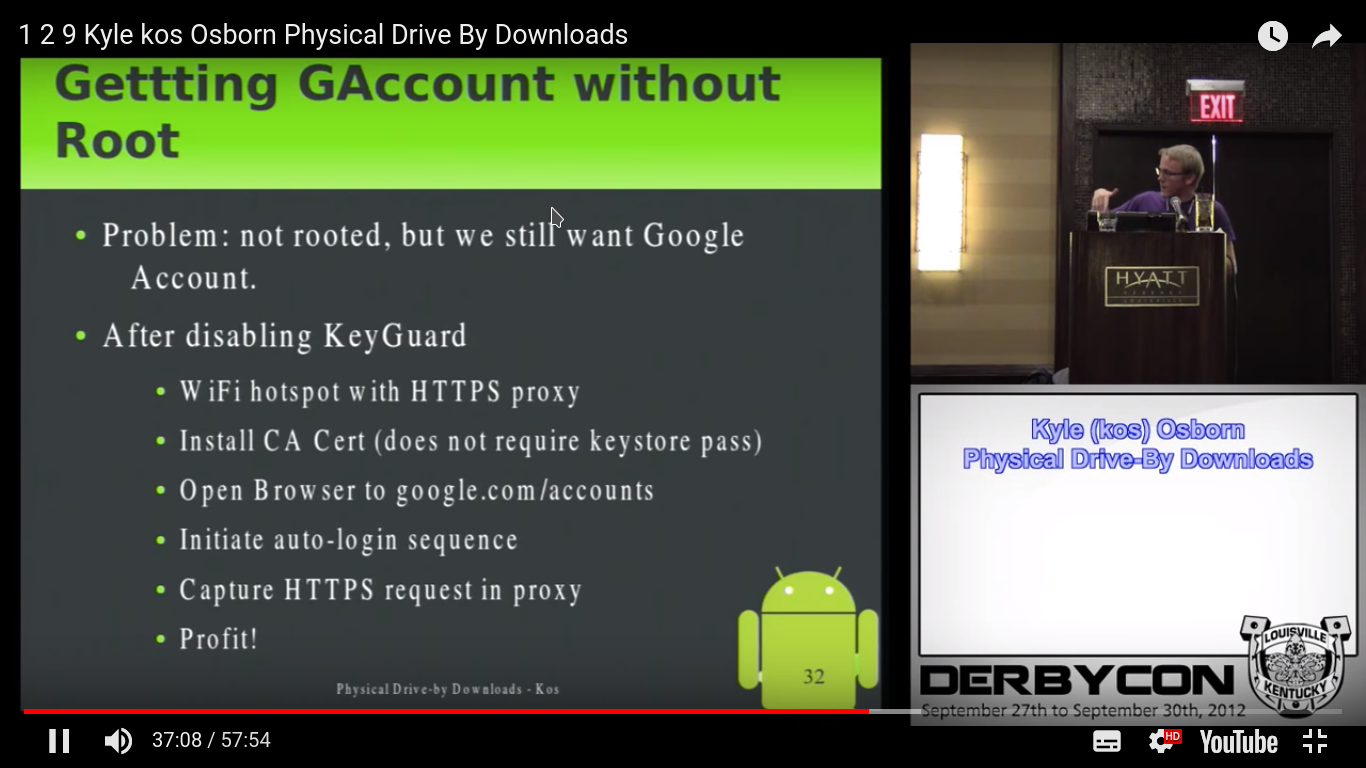 1 2 9 Kyle kos Osborn Physical Drive By Downloads
Gettting GAccount without
Root
• Problem: not rooted, but we still want Google
Account.
• After disabling KeyGuard
• WiFi hotspot with HTTPS proxy
• Install CA Cert (does not require keystore pass)
• Open Browser to google.com/accounts
• Initiate auto-login sequence
• Capture HTTPS request in proxy
• Profit!
32
Physical Drive-by Downloads - Kos
EXIT
HYATT
Kyle (kos) Osborn
Physical Drive-By Downloads
LOUISVILLE
KENTUCKY
DERBYCON
September 27th to September 30th, 2012
37:08 / 57:54
HD
YouTube